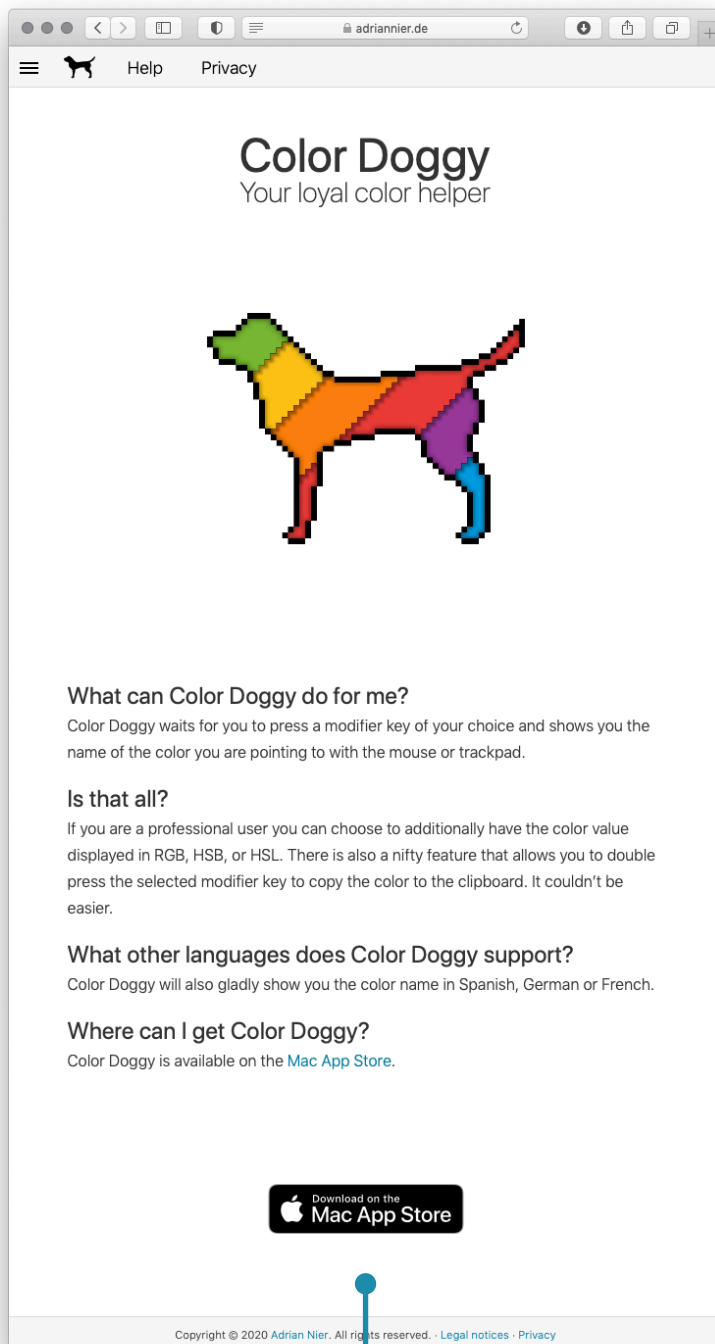 adriannier.de
Help Privacy
Color Doggy
Your loyal color helper
What can Color Doggy do for me?
Color Doggy waits for you to press a modifier key of your choice and shows you the
name of the color you are pointing to with the mouse or trackpad.
Is that all?
If you are a professional user you can choose to additionally have the color value
displayed in RGB, HSB, or HSL. There is also a nifty feature that allows you to double
press the selected modifier key to copy the color to the clipboard. It couldn’t be
easier.
What other languages does Color Doggy support?
Color Doggy will also gladly show you the color name in Spanish, German or French.
Where can I get Color Doggy?
Color Doggy is available on the Mac App Store.
Download on the
Mac App Store
Copyright © 2020 Adrian Nier. All rights reserved. · Legal notices · Privacy